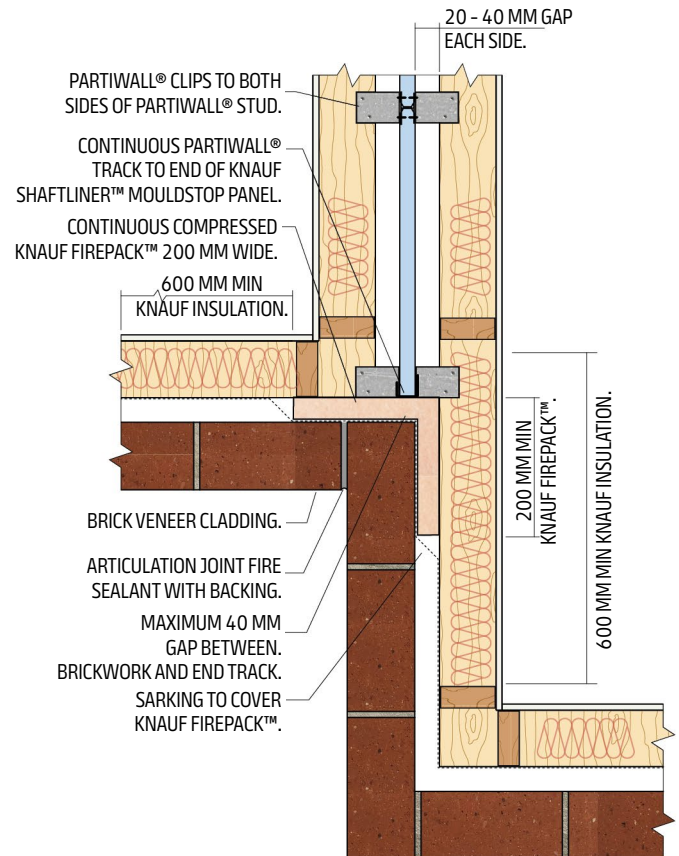 20 - 40 MM GAP
EACH SIDE.
PARTIWALL® CLIPS TO BOTH
SIDES OF PARTIWALL® STUD.
CONTINUOUS PARTIWALL®
TRACK TO END OF KNAUF
SHAFTLINER™ MOULDSTOP PANEL.
CONTINUOUS COMPRESSED
KNAUF FIREPACK™ 200 MM WIDE.
600 MM MIN
KNAUF INSULATION.
200 MM MIN
KNAUF FIREPACK™.
600 MM MIN KNAUF INSULATION.
BRICK VENEER CLADDING.
ARTICULATION JOINT FIRE
SEALANT WITH BACKING.
MAXIMUM 40 MM
GAP BETWEEN.
BRICKWORK AND END TRACK.
SARKING TO COVER
KNAUF FIREPACK™.